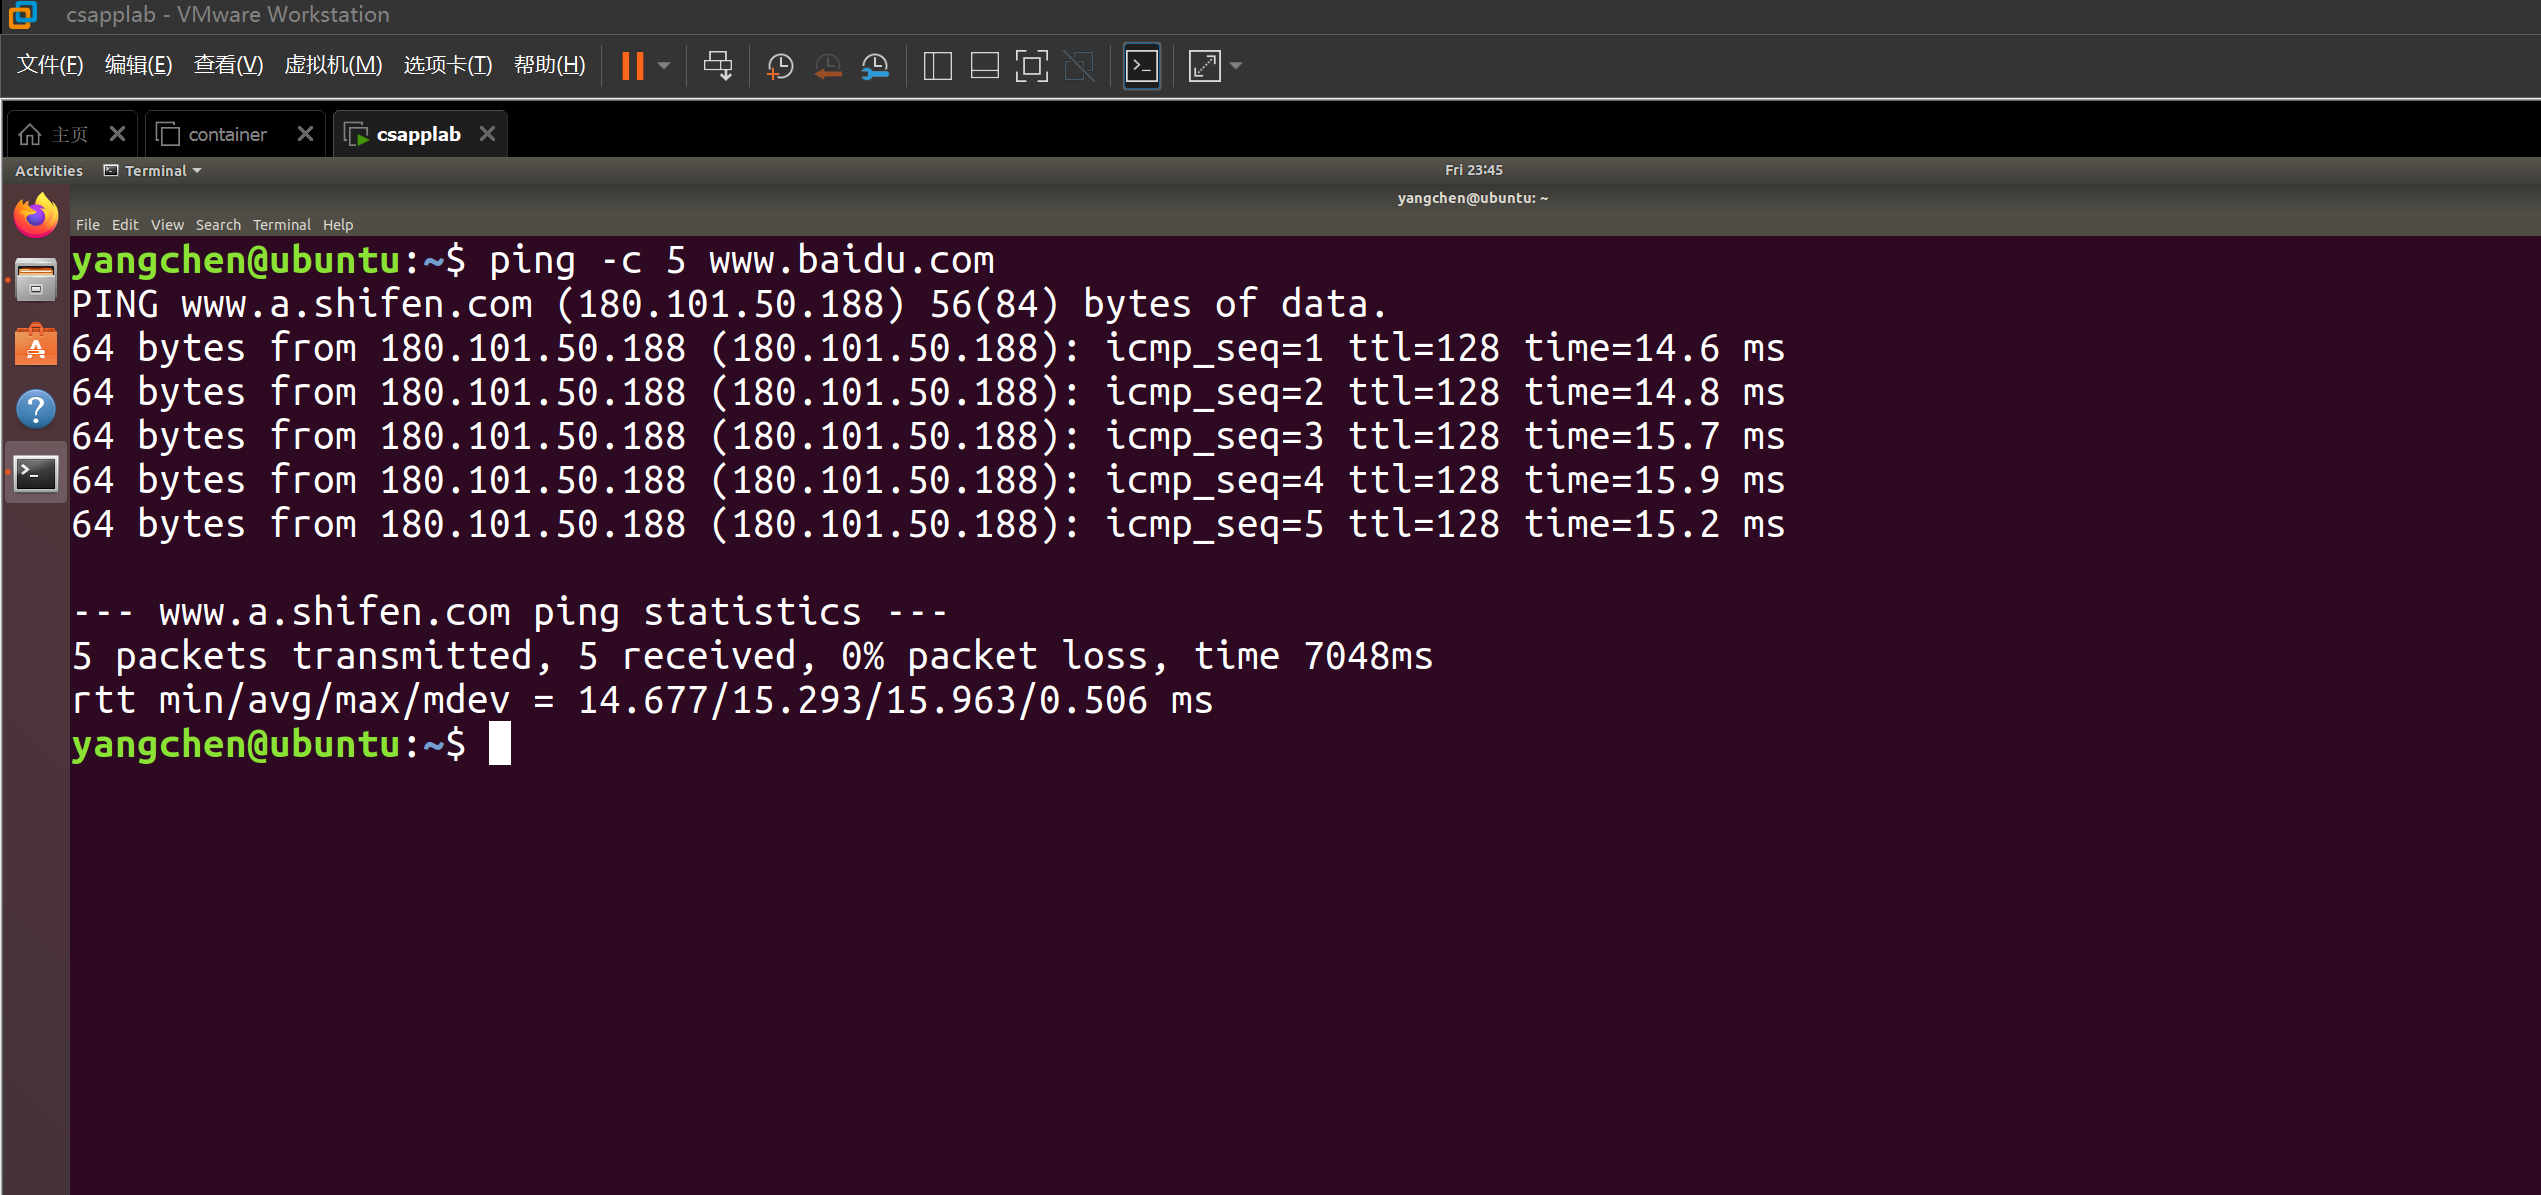 csapplab - VMware Workstation
文件(F) 编辑(E) 查看(V) 虚拟机(M) 选项卡(T) 帮助(H)
主页 container csapplab
Activities Terminal Fri 23:45
yangchen@ubuntu: ~
File Edit View Search Terminal Help
yangchen@ubuntu:~$ ping -c 5 www.baidu.com
PING www.a.shifen.com (180.101.50.188) 56(84) bytes of data.
64 bytes from 180.101.50.188 (180.101.50.188): icmp_seq=1 ttl=128 time=14.6 ms
64 bytes from 180.101.50.188 (180.101.50.188): icmp_seq=2 ttl=128 time=14.8 ms
64 bytes from 180.101.50.188 (180.101.50.188): icmp_seq=3 ttl=128 time=15.7 ms
64 bytes from 180.101.50.188 (180.101.50.188): icmp_seq=4 ttl=128 time=15.9 ms
64 bytes from 180.101.50.188 (180.101.50.188): icmp_seq=5 ttl=128 time=15.2 ms
--- www.a.shifen.com ping statistics ---
5 packets transmitted, 5 received, 0% packet loss, time 7048ms
rtt min/avg/max/mdev = 14.677/15.293/15.963/0.506 ms
yangchen@ubuntu:~$